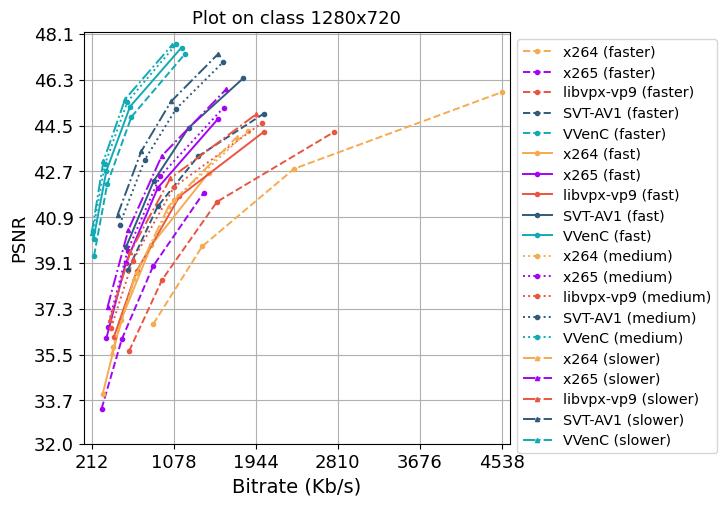 Plot on class 1280x720
48.1
46.3
44.5
42.7
40.9
39.1
37.3
35.5
33.7
32.0
PSNR
212 1078 1944 2810 3676 4538
Bitrate (Kb/s)
x264 (faster)
x265 (faster)
libvpx-vp9 (faster)
SVT-AV1 (faster)
VVenC (faster)
x264 (fast)
x265 (fast)
libvpx-vp9 (fast)
SVT-AV1 (fast)
VVenC (fast)
x264 (medium)
x265 (medium)
libvpx-vp9 (medium)
SVT-AV1 (medium)
VVenC (medium)
x264 (slower)
x265 (slower)
libvpx-vp9 (slower)
SVT-AV1 (slower)
VVenC (slower)